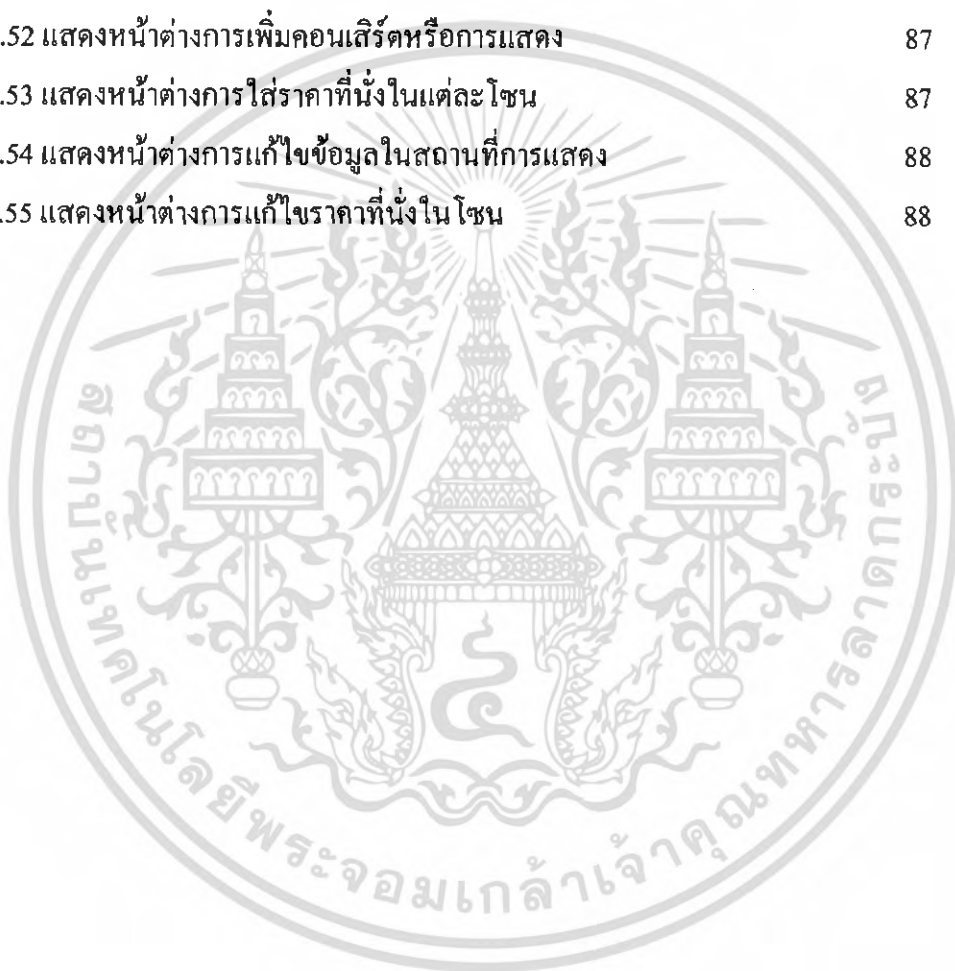 .52 แสดงหน้าต่างการเพิ่มคอนเสิร์ตหรือการแสดง 87
.53 แสดงหน้าต่างการใส่ราคาที่นั่งในแต่ละโซน 87
.54 แสดงหน้าต่างการแก้ไขข้อมูลในสถานที่การแสดง 88
.55 แสดงหน้าต่างการแก้ไขราคาที่นั่งในโซน 88
สถาบันเทคโนโลยีพระจอมเกล้าเจ้าคุณทหารลาดกระบัง